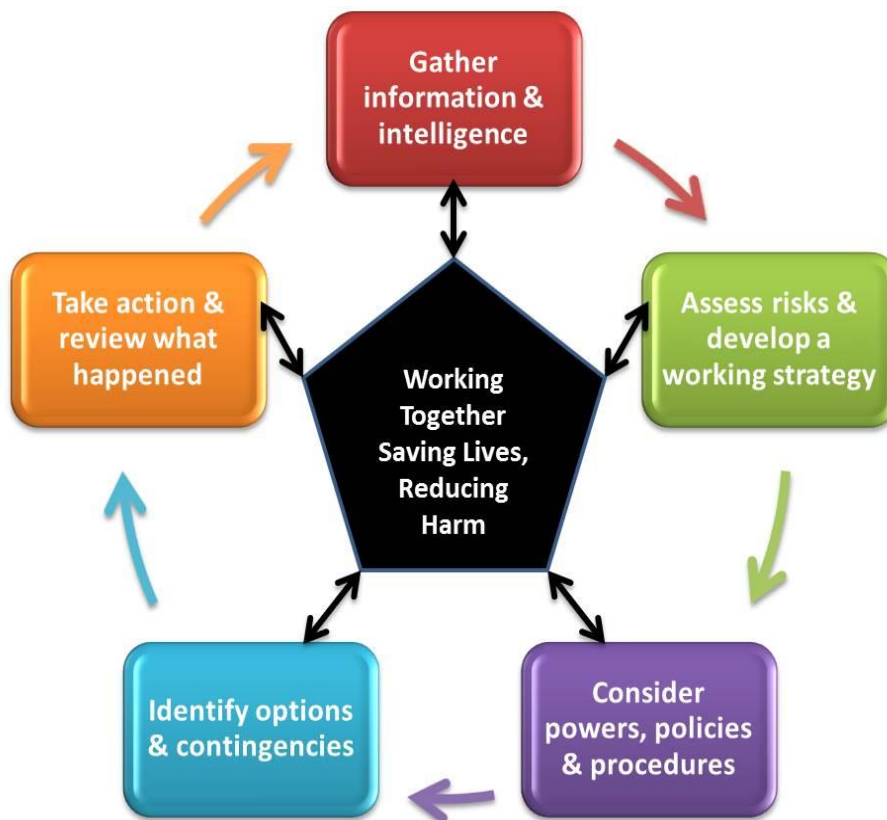 Gather
information &
intelligence
Assess risks &
develop a
working strategy
Consider
powers, policies
& procedures
Identify options
& contingencies
Take action &
review what
happened
Working
Together
Saving Lives,
Reducing
Harm